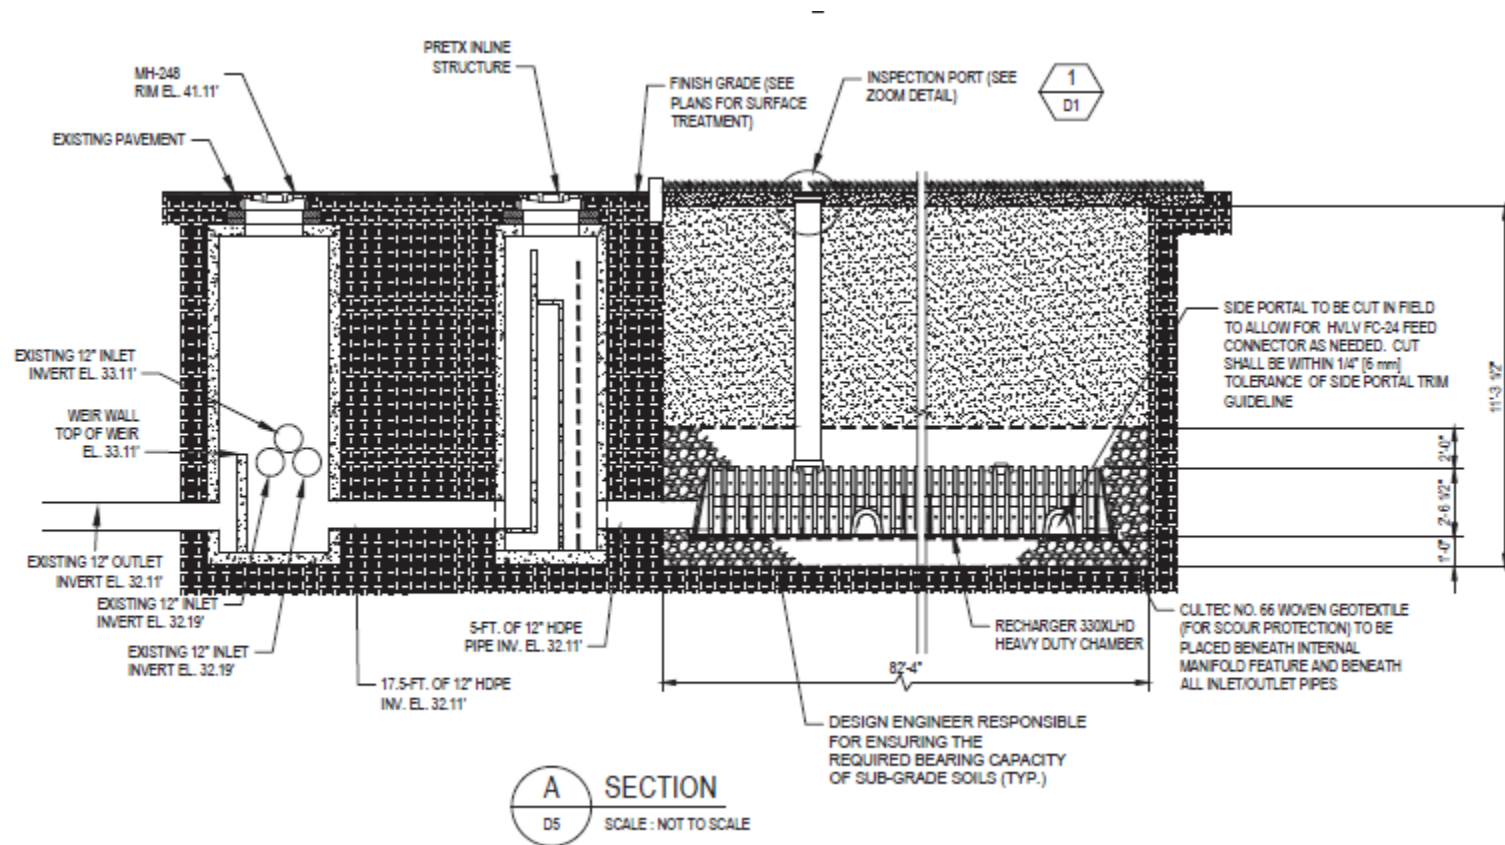 MH-248
RIM EL. 41.11'
EXISTING PAVEMENT
PRETX INLINE
STRUCTURE
FINISH GRADE (SEE
PLANS FOR SURFACE
TREATMENT)
INSPECTION PORT (SEE
ZOOM DETAIL)
1
D1
EXISTING 12" INLET
INVERT EL. 33.11'
WEIR WALL
TOP OF WEIR
EL. 33.11'
EXISTING 12" OUTLET
INVERT EL. 32.11'
EXISTING 12" INLET
INVERT EL. 32.19'
EXISTING 12" INLET
INVERT EL. 32.19'
17.5-FT. OF 12" HDPE
INV. EL. 32.11'
5-FT. OF 12" HDPE
PIPE INV. EL. 32.11'
SIDE PORTAL TO BE CUT IN FIELD
TO ALLOW FOR HVLV FC-24 FEED
CONNECTOR AS NEEDED. CUT
SHALL BE WITHIN 1/4" [6 mm]
TOLERANCE OF SIDE PORTAL TRIM
GUIDELINE
11'-3 1/2"
2'-0"
2'-6 1/2"
1'-0"
RECHARGER 330XLHD
HEAVY DUTY CHAMBER
82'-4"
CULTEC NO. 66 WOVEN GEOTEXTILE
(FOR SCOUR PROTECTION) TO BE
PLACED BENEATH INTERNAL
MANIFOLD FEATURE AND BENEATH
ALL INLET/OUTLET PIPES
DESIGN ENGINEER RESPONSIBLE
FOR ENSURING THE
REQUIRED BEARING CAPACITY
OF SUB-GRADE SOILS (TYP.)
A
D5
SECTION
SCALE : NOT TO SCALE